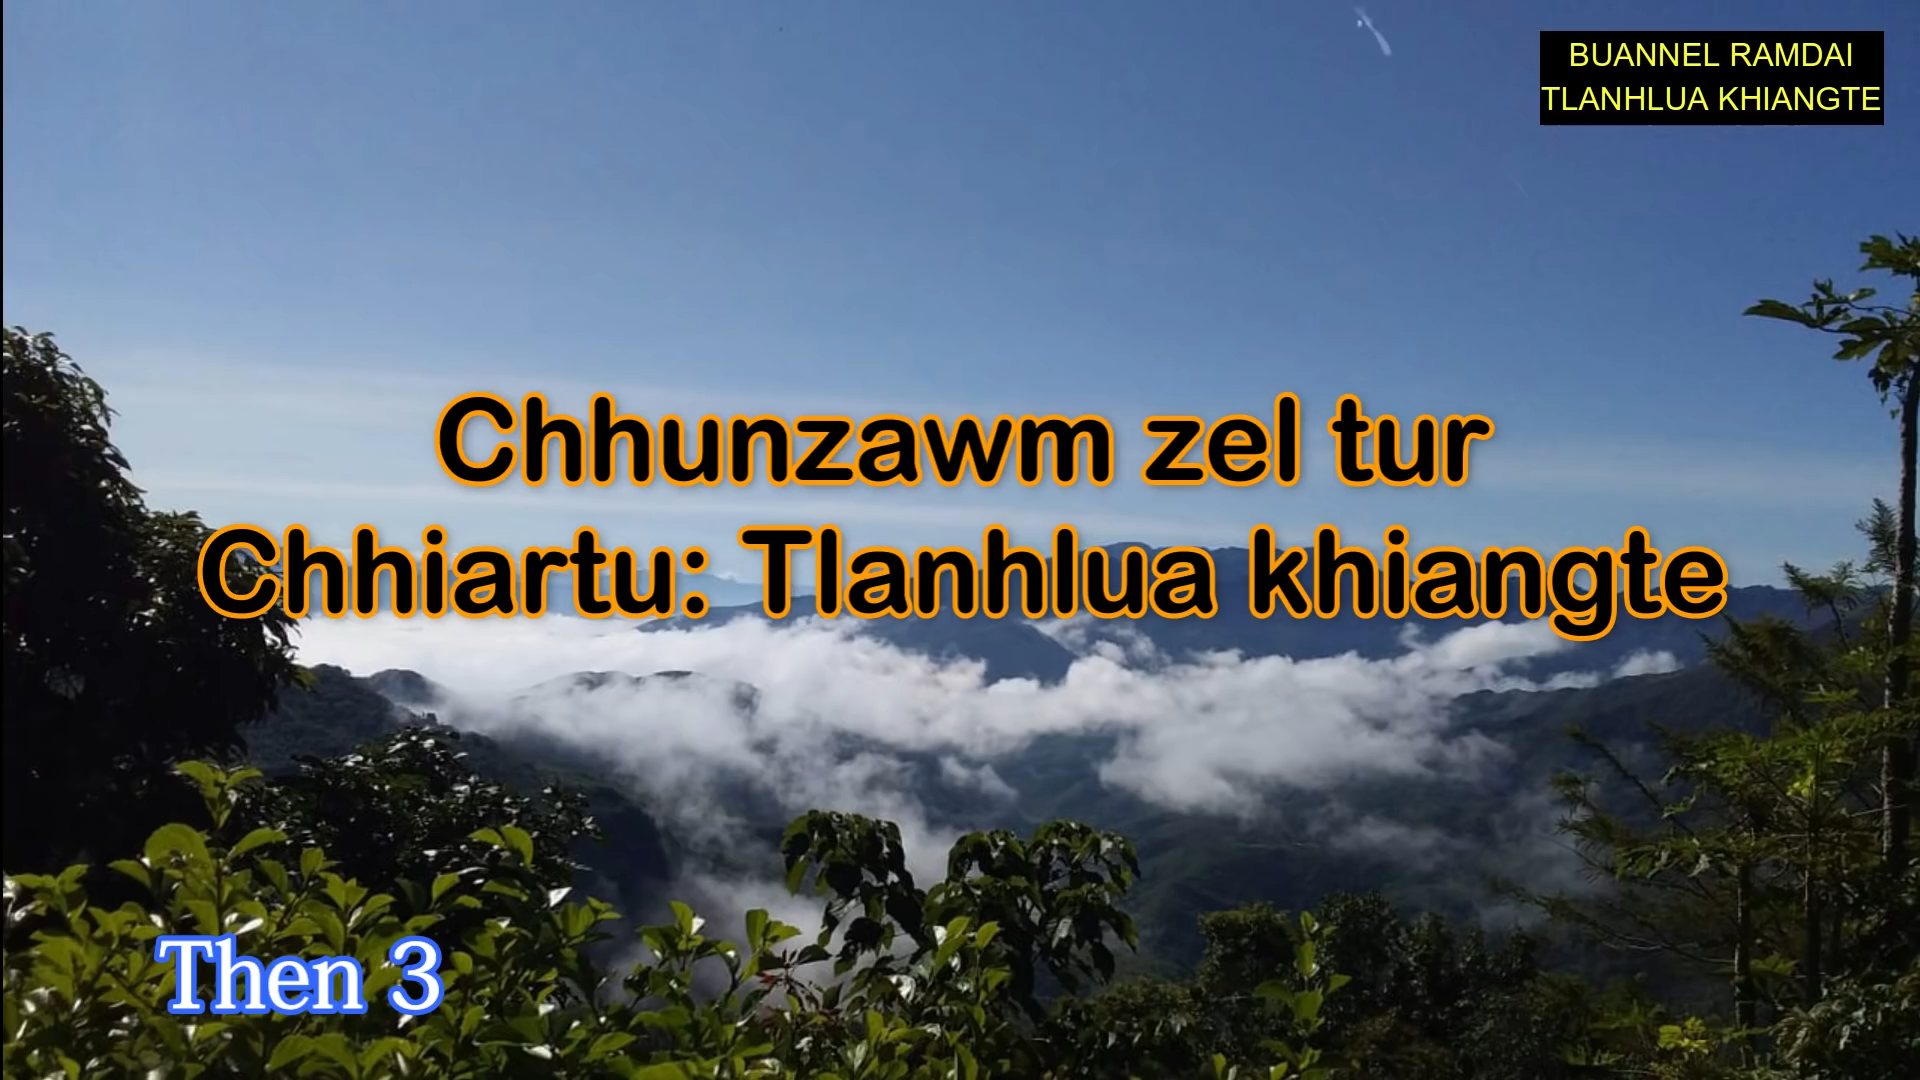 BUANNEL RAMDAI
TLANHLUA KHIANGTE
Chhunzawm zel tur
Chhiartu: Tlanhlua khiangte
Then 3